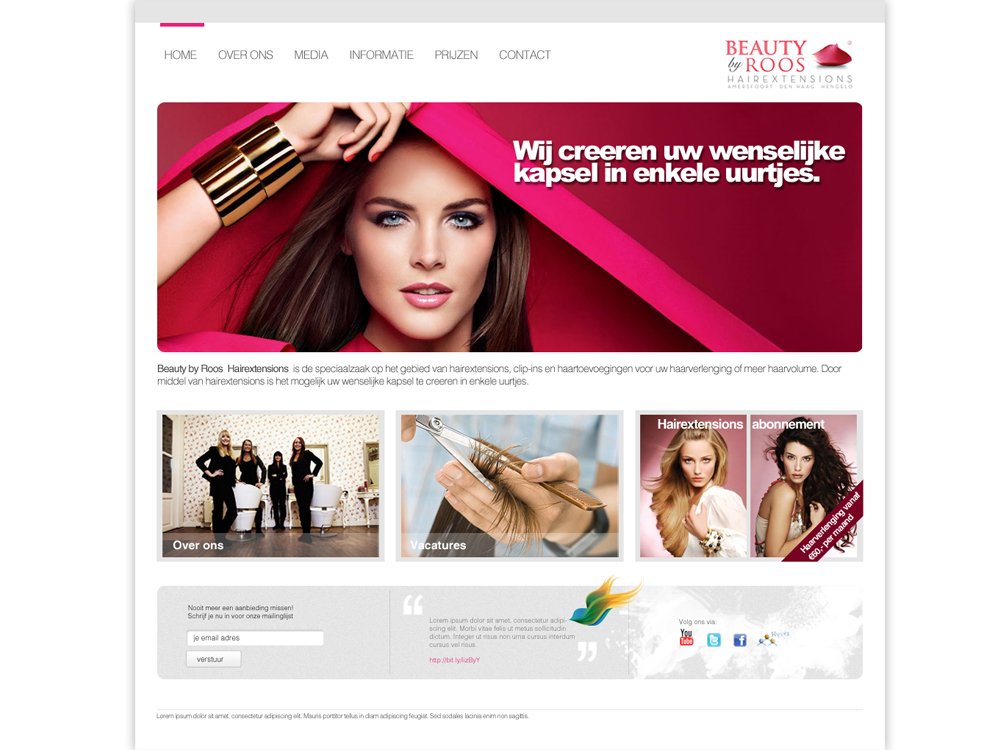 HOME OVER ONS MEDIA INFORMATIE PRIJZEN CONTACT
BEAUTY
by ROOS
HAIREXTENSIONS
AMERSFOORT DEN HAAG HENGELO
Wij creeren uw wenselijke
kapsel in enkele uurtjes.
Beauty by Roos Hairextensions is de speciaalzaak op het gebied van hairextensions, clip-ins en haartoevoegingen voor uw haarverlenging of meer haarvolume. Door
middel van hairextensions is het mogelijk uw wenselijke kapsel te creeren in enkele uurtjes.
Over ons
Vacatures
Hairextensions abonnement
Haarverlenging vanaf
€60,- per maand
Nooit meer een aanbieding missen!
Schrijf je nu in voor onze mailinglijst
je email adres
verstuur
Lorem ipsum dolor sit amet, consectetur adipi-
scing elit. Morbi vitae felis ut metus sollicitudin
dictum. Integer ut risus non urna cursus interdum
cursus vel risus.
http://bit.ly/iizByY
Volg ons via:
You
Tube
Lorem ipsum dolor sit amet, consectetur adipiscing elit. Mauris porttitor tellus in diam adipiscing feugiat. Sed sodales lacinia enim non sagittis.